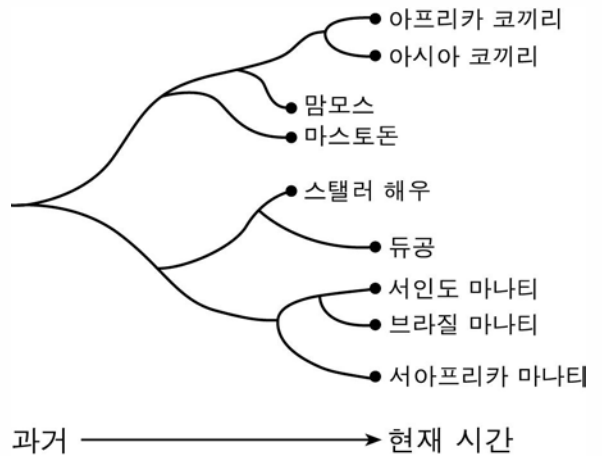 아프리카 코끼리
아시아 코끼리
맘모스
마스토돈
스탤러 해우
듀공
서인도 마나티
브라질 마나티
서아프리카 마나티
과거
현재 시간